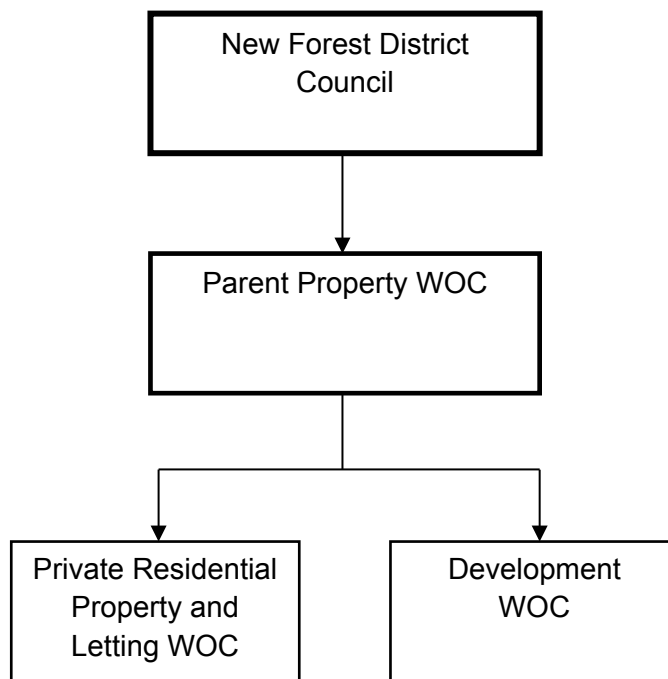 New Forest District
Council
Parent Property WOC
Private Residential
Property and
Letting WOC
Development
WOC